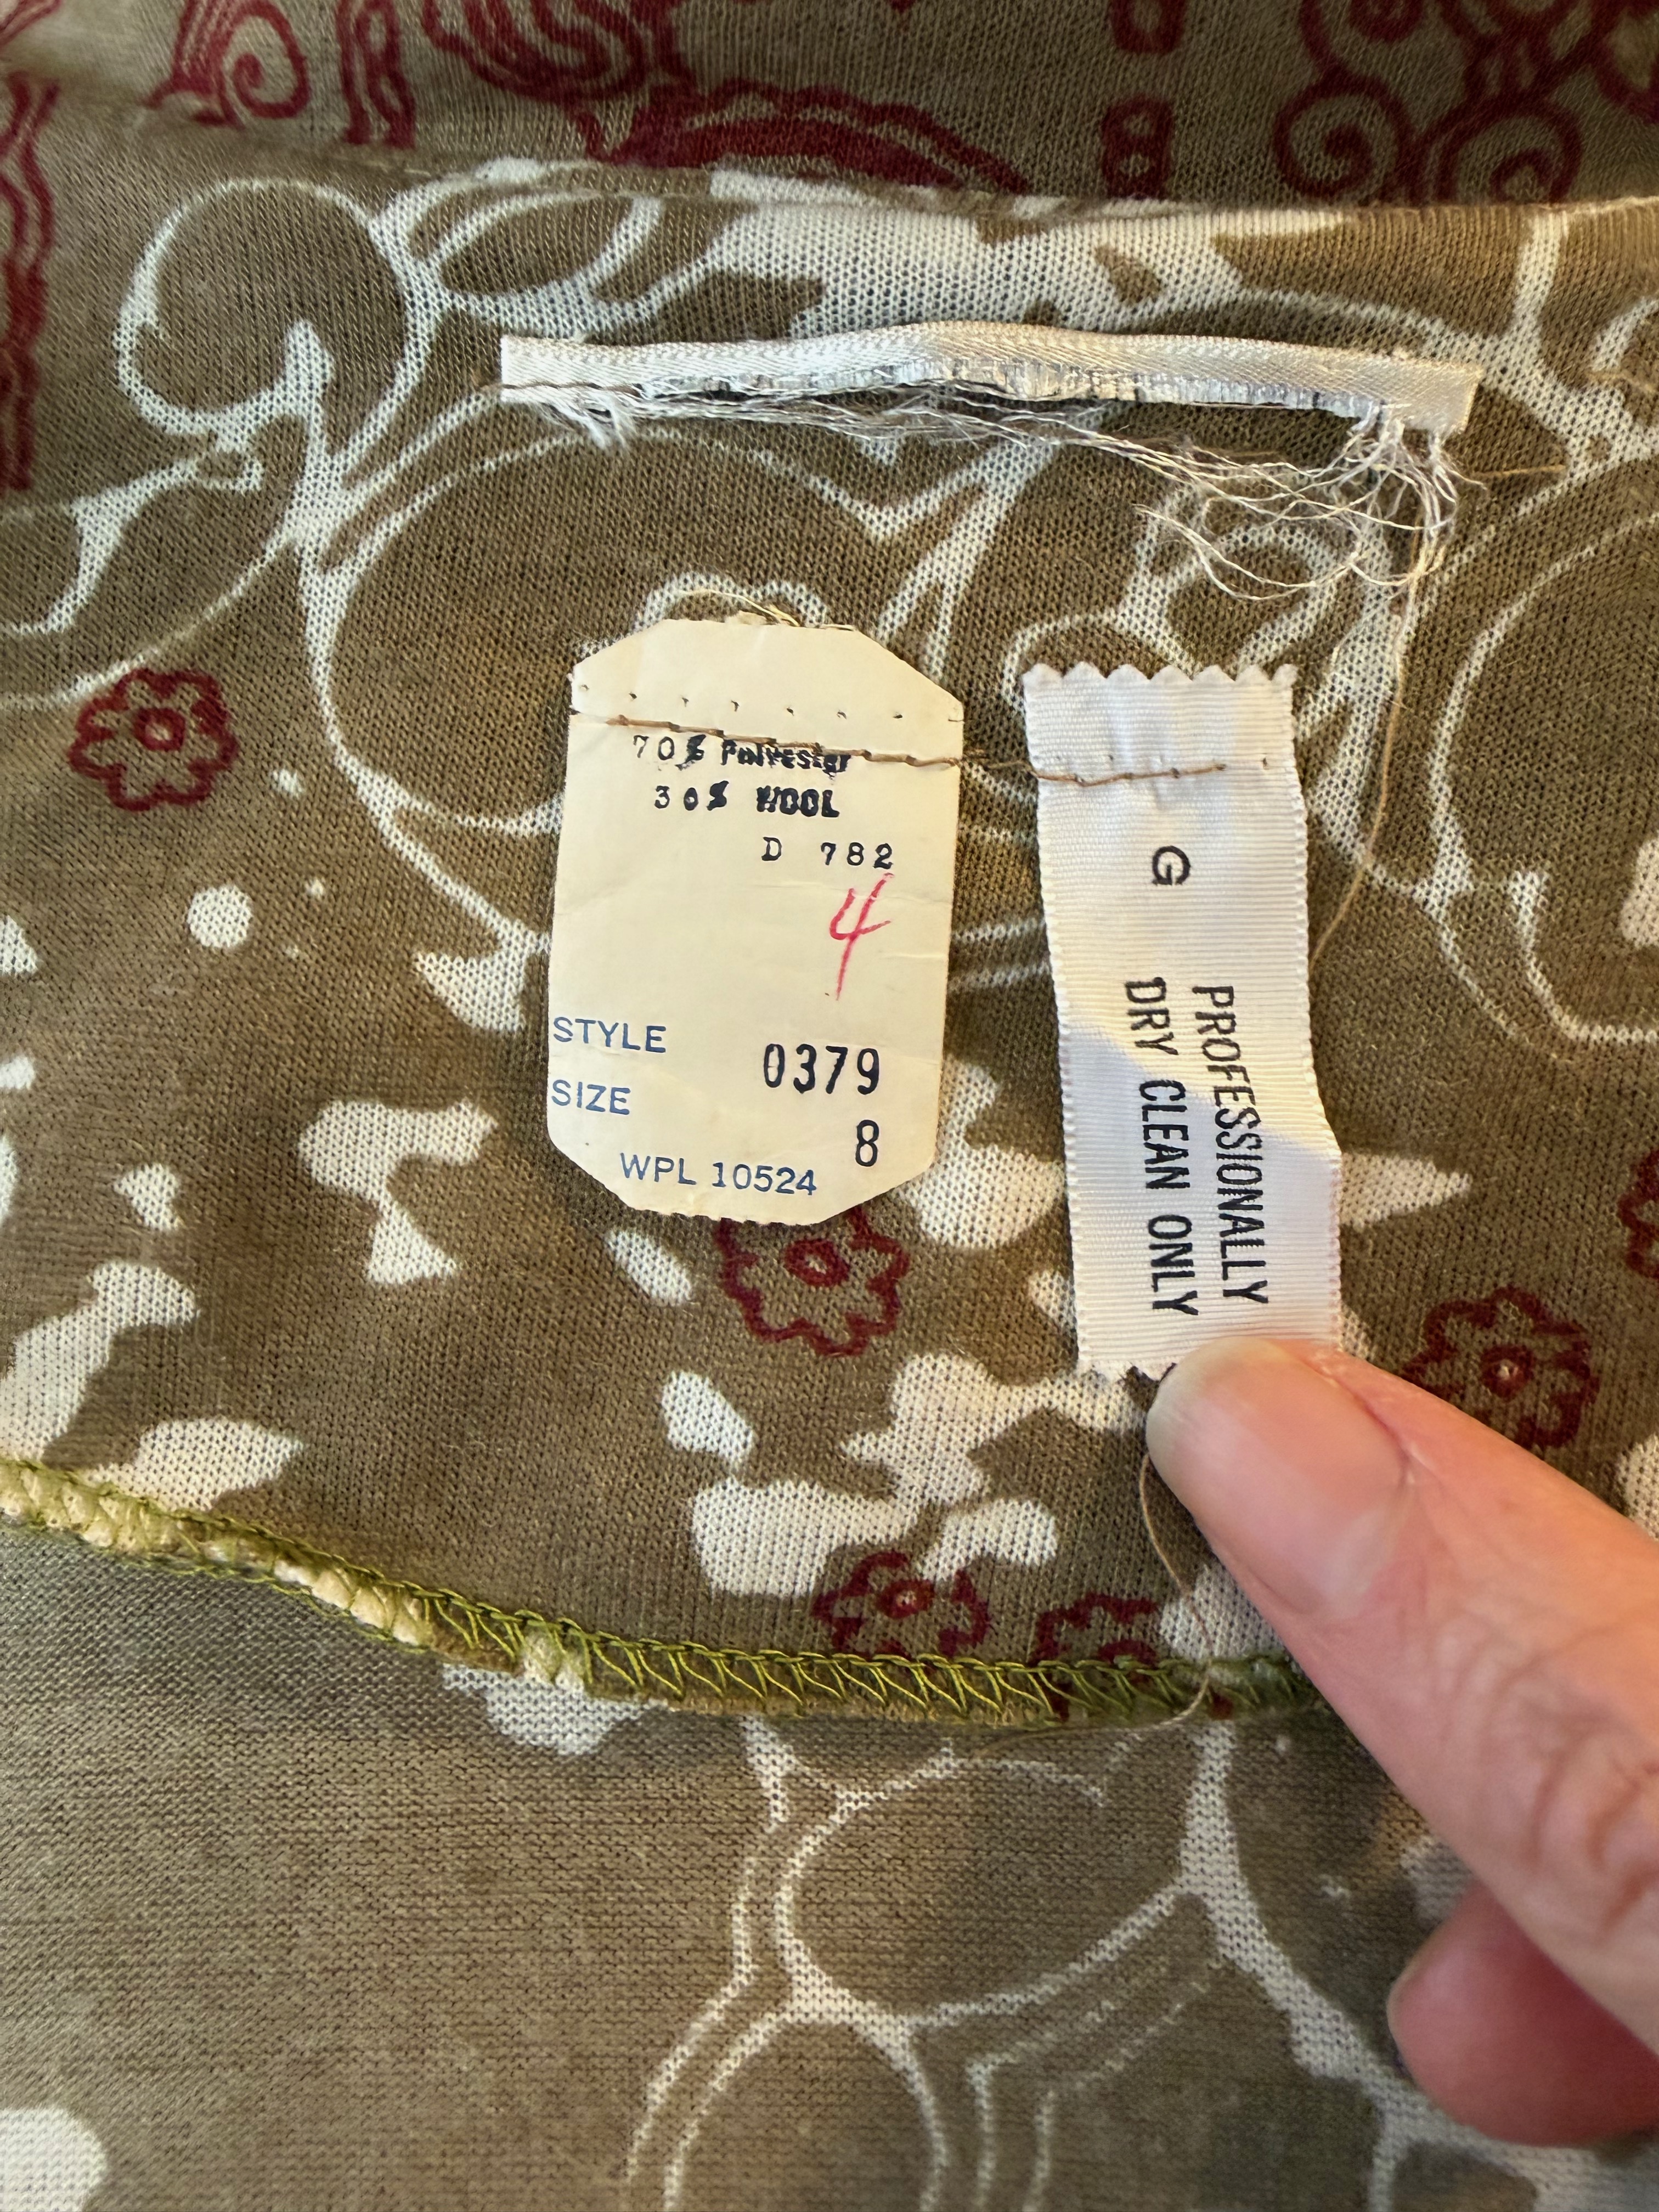 70% POLYESTER
30% WOOL
D 782
4
STYLE 0379
SIZE 8
WPL 10524
G
PROFESSIONALLY
DRY CLEAN ONLY